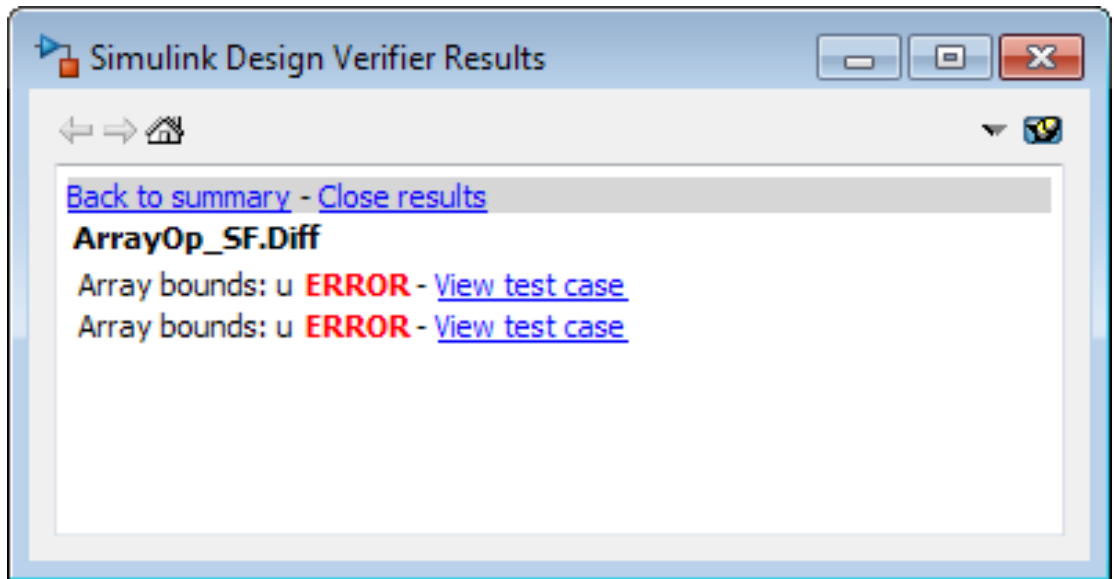 Simulink Design Verifier Results
Back to summary - Close results
ArrayOp_SF.Diff
Array bounds: u ERROR - View test case
Array bounds: u ERROR - View test case